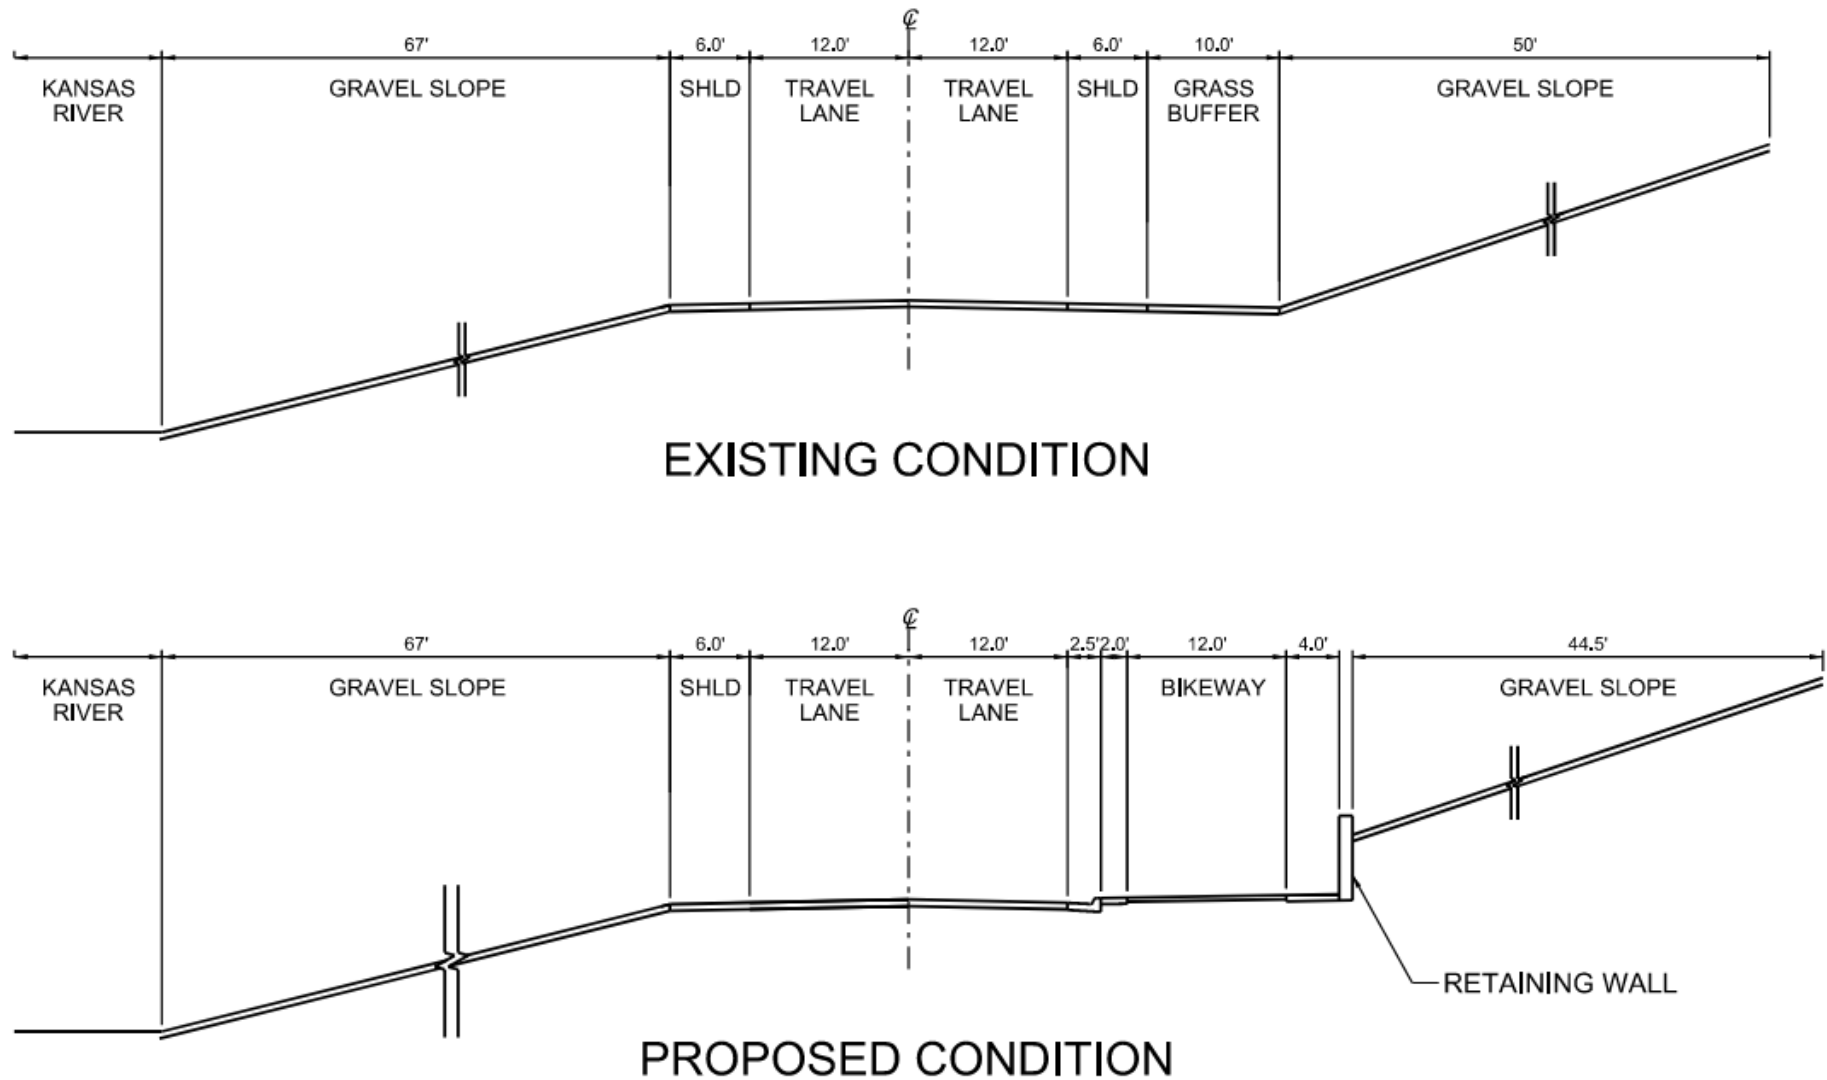 ℄
67' 6.0' 12.0' 12.0' 6.0' 10.0' 50'
KANSAS GRAVEL SLOPE SHLD TRAVEL TRAVEL SHLD GRASS GRAVEL SLOPE
RIVER LANE LANE BUFFER
EXISTING CONDITION
℄
67' 6.0' 12.0' 12.0' 2.5' 2.0' 12.0' 4.0' 44.5'
KANSAS GRAVEL SLOPE SHLD TRAVEL TRAVEL BIKEWAY GRAVEL SLOPE
RIVER LANE LANE
RETAINING WALL
PROPOSED CONDITION